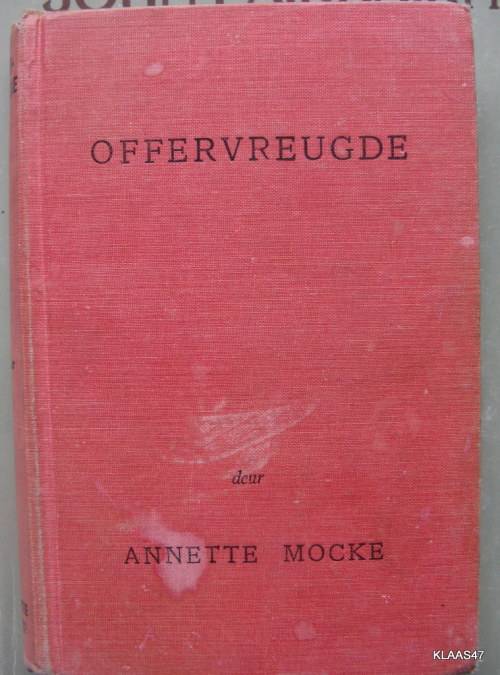 OFFERVREUGDE
deur
ANNETTE MOCKE
KLAAS47